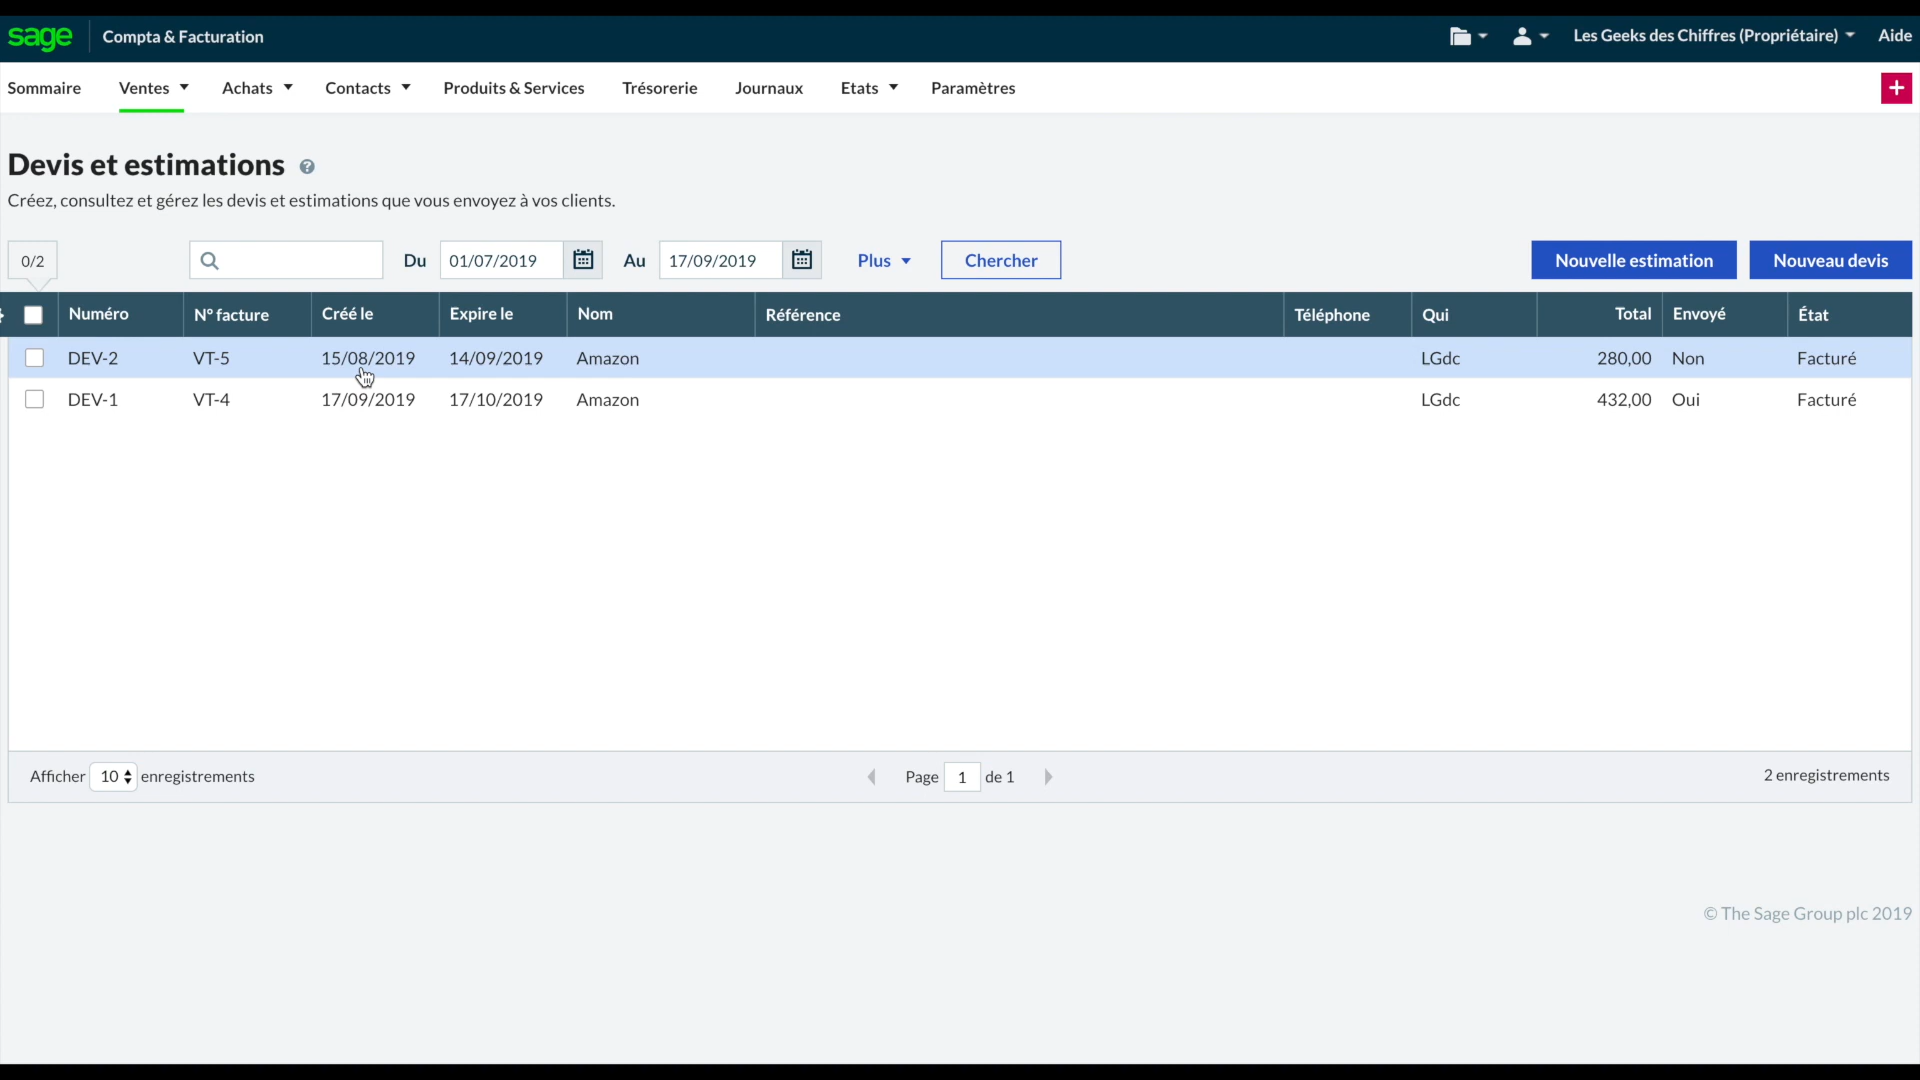 sage Compta & Facturation Les Geeks des Chiffres (Propriétaire) Aide
Sommaire Ventes Achats Contacts Produits & Services Trésorerie Journaux Etats Paramètres +
Devis et estimations ?
Créez, consultez et gérez les devis et estimations que vous envoyez à vos clients.
0/2 Du 01/07/2019 Au 17/09/2019 Plus Chercher Nouvelle estimation Nouveau devis
Numéro N° facture Créé le Expire le Nom Référence Téléphone Qui Total Envoyé État
DEV-2 VT-5 15/08/2019 14/09/2019 Amazon LGdc 280,00 Non Facturé
DEV-1 VT-4 17/09/2019 17/10/2019 Amazon LGdc 432,00 Oui Facturé
Afficher 10 enregistrements Page 1 de 1 2 enregistrements
© The Sage Group plc 2019